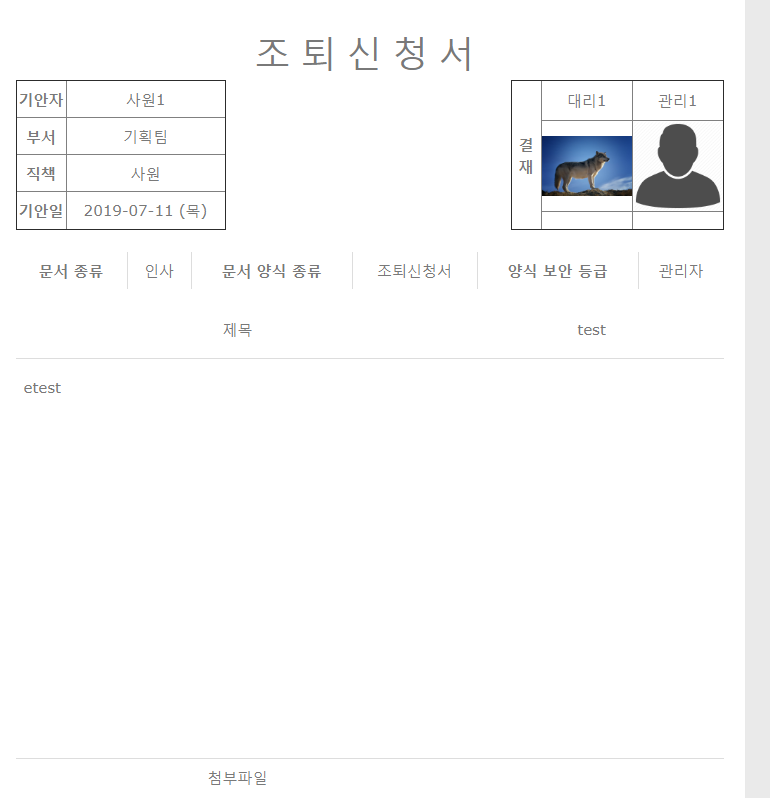 조 퇴 신 청 서
기안자 사원1
부서 기획팀
직책 사원
기안일 2019-07-11 (목)
결재 대리1 관리1
문서 종류 인사 문서 양식 종류 조퇴신청서 양식 보안 등급 관리자
제목 test
etest
첨부파일